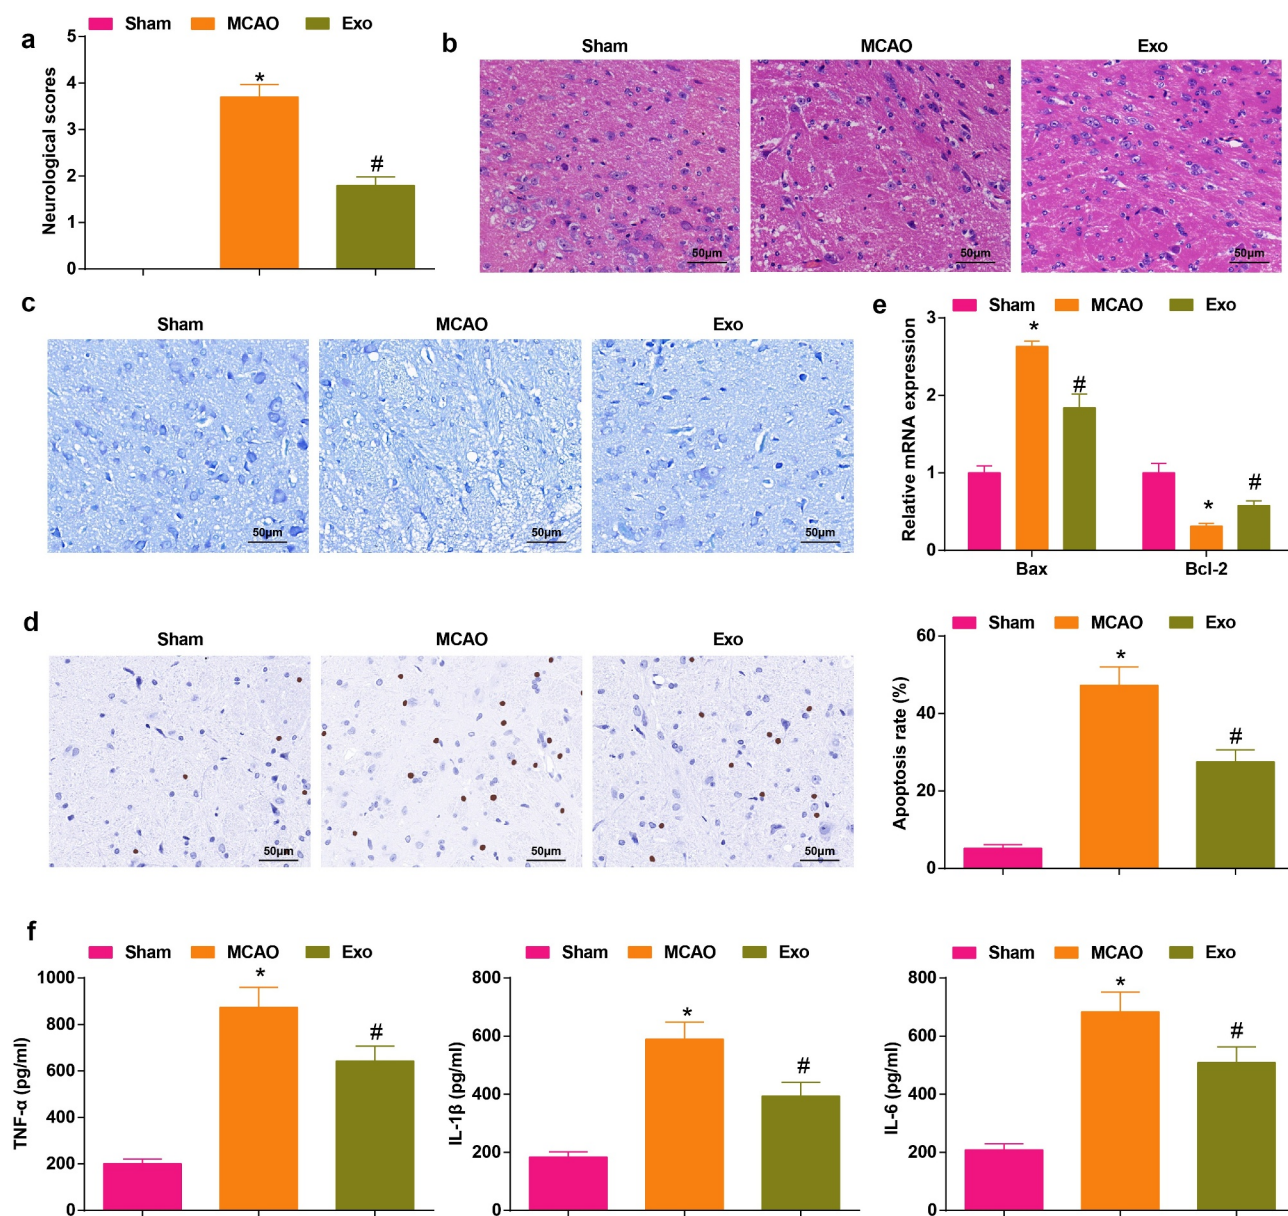 a
Sham MCAO Exo
Neurological scores
5
4
3
2
1
0
*
#
b
Sham MCAO Exo
50μm 50μm 50μm
c
Sham MCAO Exo
50μm 50μm 50μm
e
Sham MCAO Exo
Relative mRNA expression
3
2
1
0
*
#
*
#
Bax Bcl-2
d
Sham MCAO Exo
50μm 50μm 50μm
Sham MCAO Exo
Apoptosis rate (%)
60
40
20
0
*
#
f
Sham MCAO Exo
TNF-α (pg/ml)
1000
800
600
400
200
0
*
#
Sham MCAO Exo
IL-1β (pg/ml)
800
600
400
200
0
*
#
Sham MCAO Exo
IL-6 (pg/ml)
800
600
400
200
0
*
#